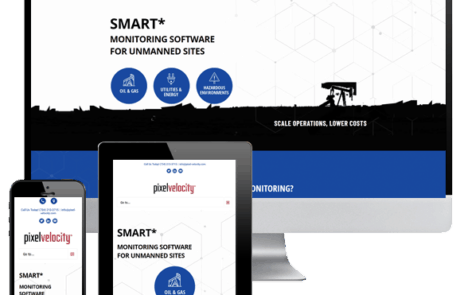 SMART*
MONITORING SOFTWARE
FOR UNMANNED SITES
OIL & GAS
UTILITIES &
ENERGY
HAZARDOUS
ENVIRONMENTS
SCALE OPERATIONS, LOWER COSTS
ONITORING?
pixelvelocity
Go to...
SMART*
MONITORING SOFTWARE
FOR UNMANNED SITES
OIL & GAS
pixelvelocity
Go to...
SMART*
MONITORING
SOFTWARE